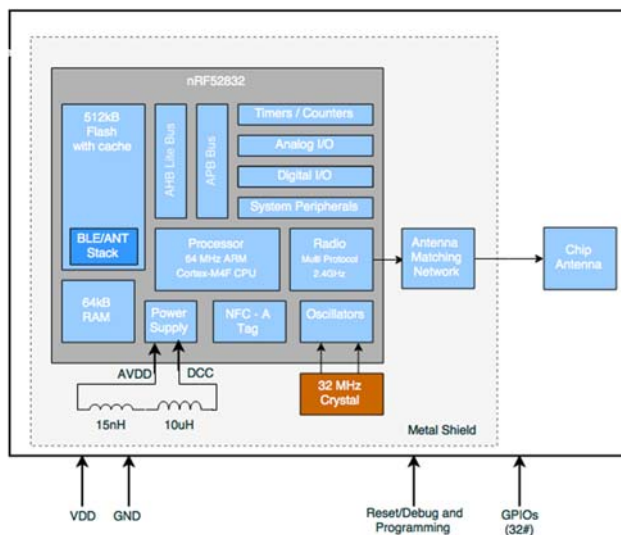 nRF52832
512kB
Flash
with cache
AHB Lite Bus
APB Bus
Timers / Counters
Analog I/O
Digital I/O
System Peripherals
BLE/ANT
Stack
Processor
64 MHz ARM
Cortex-M4F CPU
Radio
Multi Protocol
2.4GHz
Antenna
Matching
Network
Chip
Antenna
64kB
RAM
Power
Supply
NFC - A
Tag
Oscillators
AVDD
DCC
32 MHz
Crystal
15nH
10uH
Metal Shield
VDD
GND
Reset/Debug and
Programming
GPIOs
(32#)